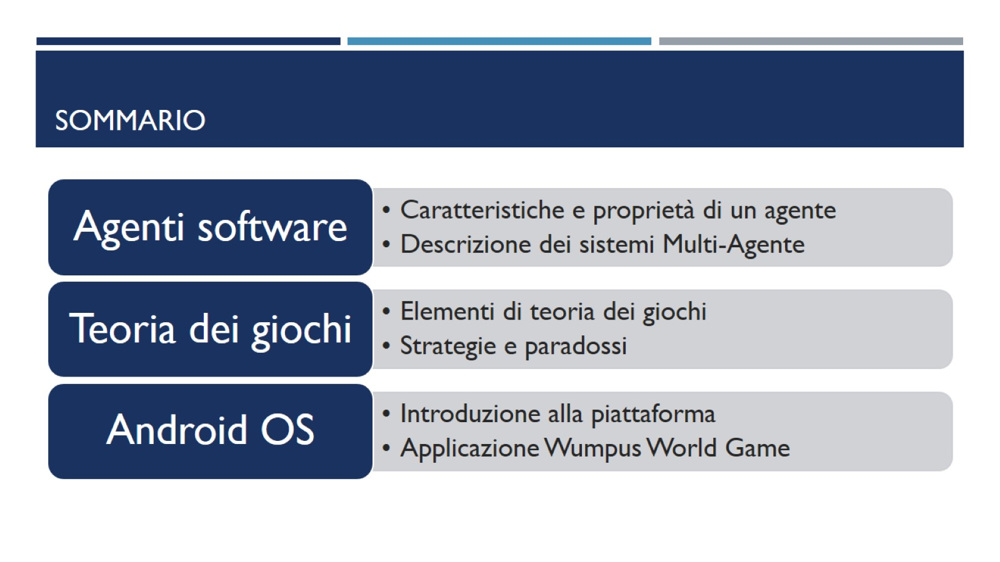 SOMMARIO
Agenti software
• Caratteristiche e proprietà di un agente
• Descrizione dei sistemi Multi-Agente
Teoria dei giochi
• Elementi di teoria dei giochi
• Strategie e paradossi
Android OS
• Introduzione alla piattaforma
• Applicazione Wumpus World Game